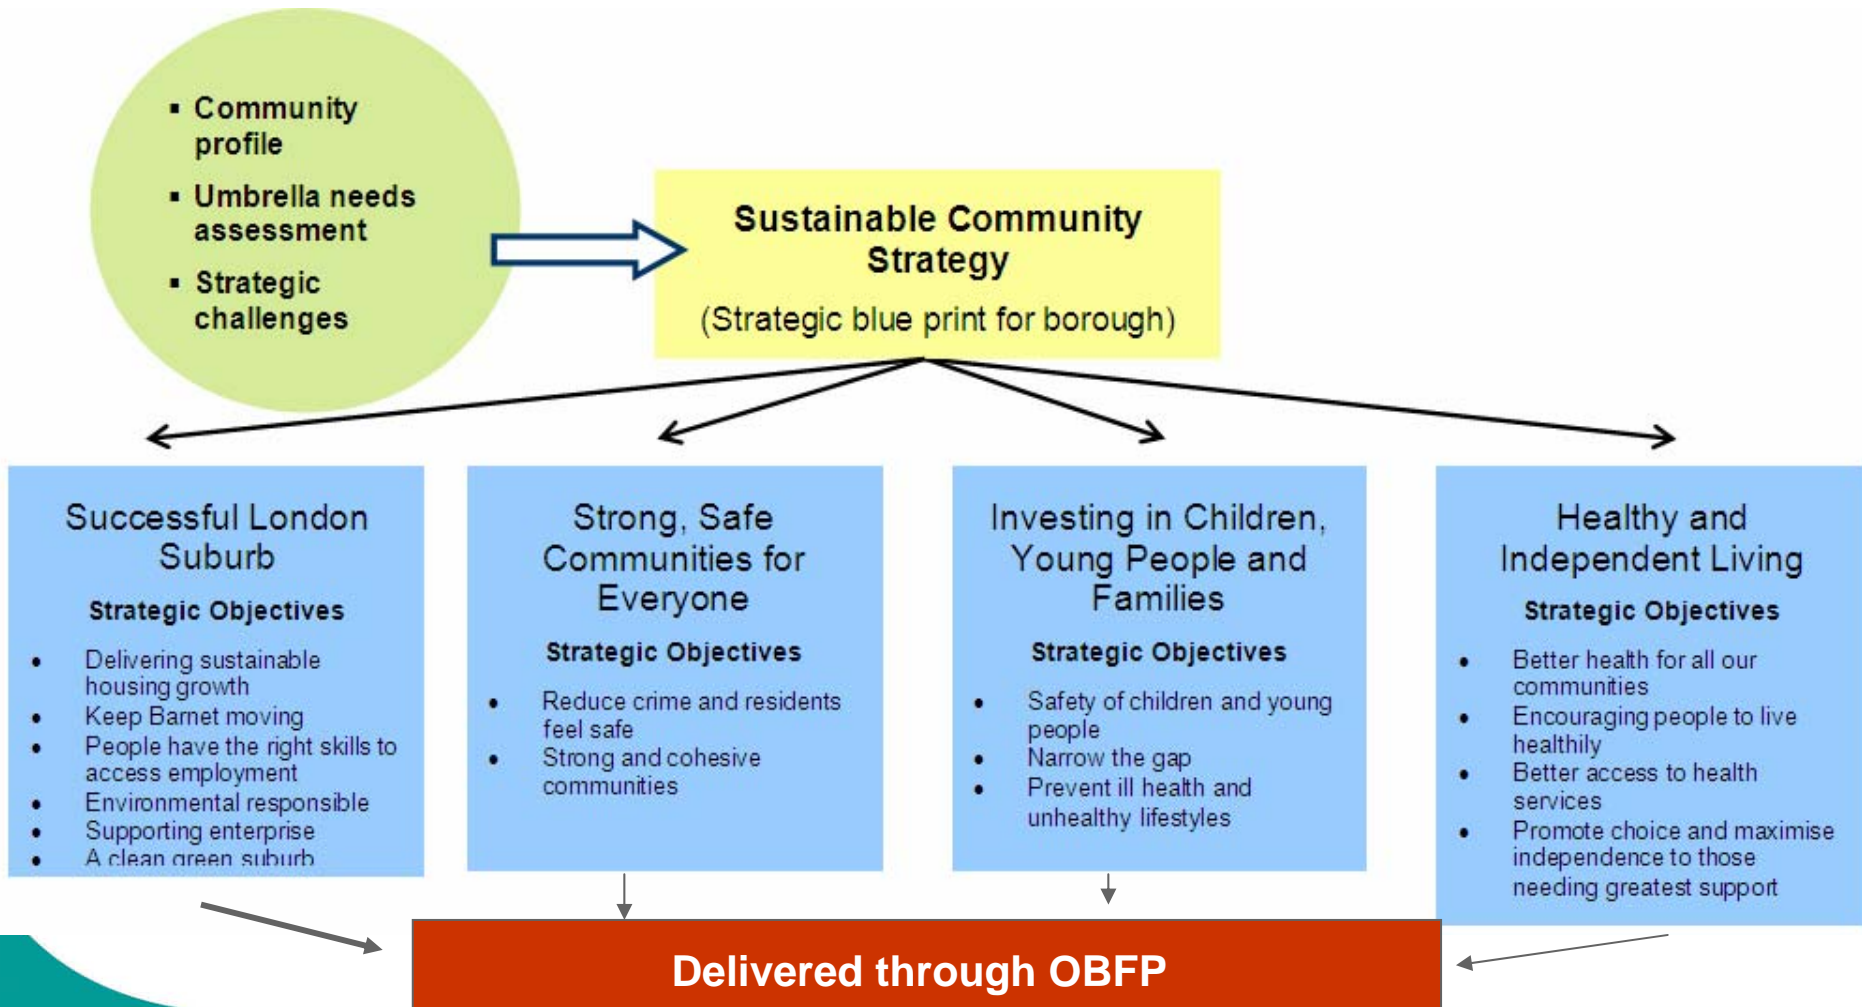 ▪ Community
profile
▪ Umbrella needs
assessment
▪ Strategic
challenges
Sustainable Community
Strategy
(Strategic blue print for borough)
Successful London
Suburb
Strategic Objectives
• Delivering sustainable
housing growth
• Keep Barnet moving
• People have the right skills to
access employment
• Environmental responsible
• Supporting enterprise
• A clean green suburb
Strong, Safe
Communities for
Everyone
Strategic Objectives
• Reduce crime and residents
feel safe
• Strong and cohesive
communities
Investing in Children,
Young People and
Families
Strategic Objectives
• Safety of children and young
people
• Narrow the gap
• Prevent ill health and
unhealthy lifestyles
Healthy and
Independent Living
Strategic Objectives
• Better health for all our
communities
• Encouraging people to live
healthily
• Better access to health
services
• Promote choice and maximise
independence to those
needing greatest support
Delivered through OBFP